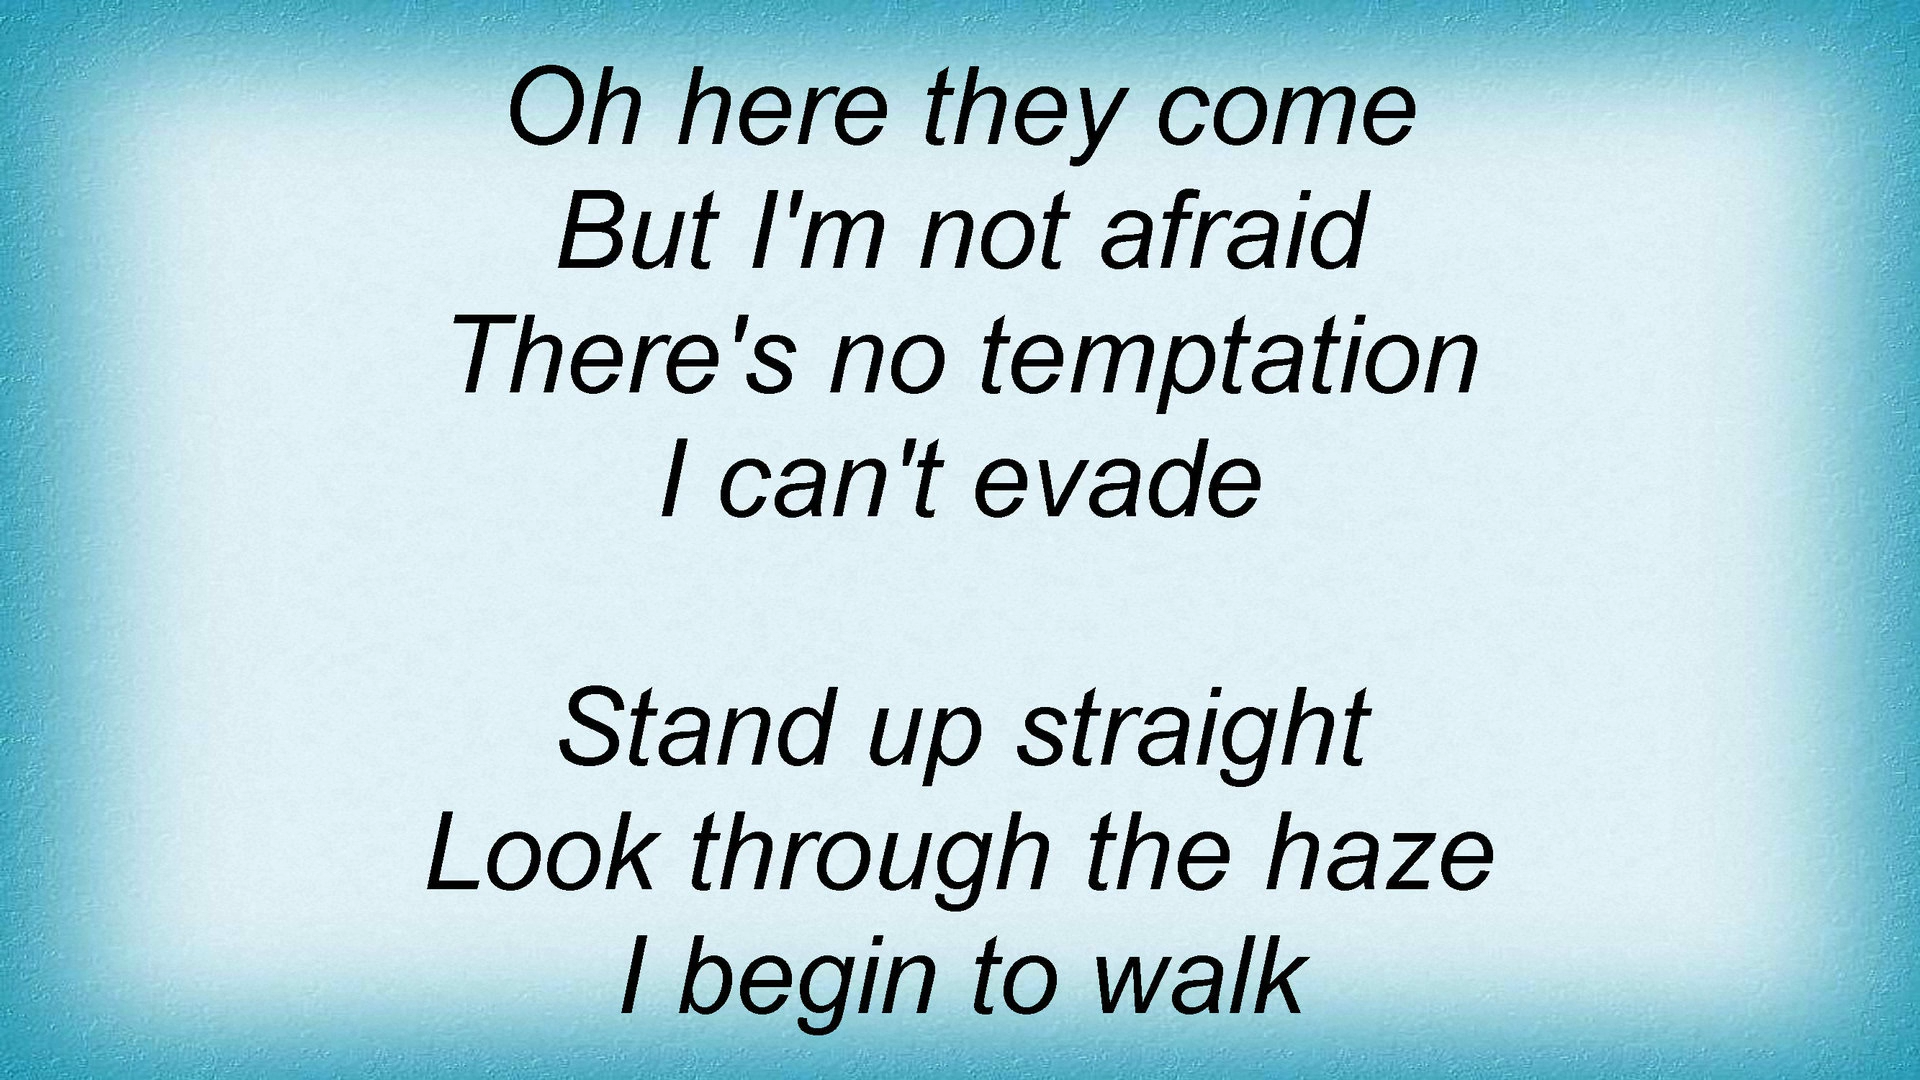 Oh here they come
But I'm not afraid
There's no temptation
I can't evade
Stand up straight
Look through the haze
I begin to walk